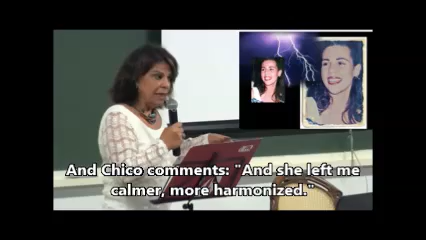 And Chico comments: "And she left me
calmer, more harmonized."